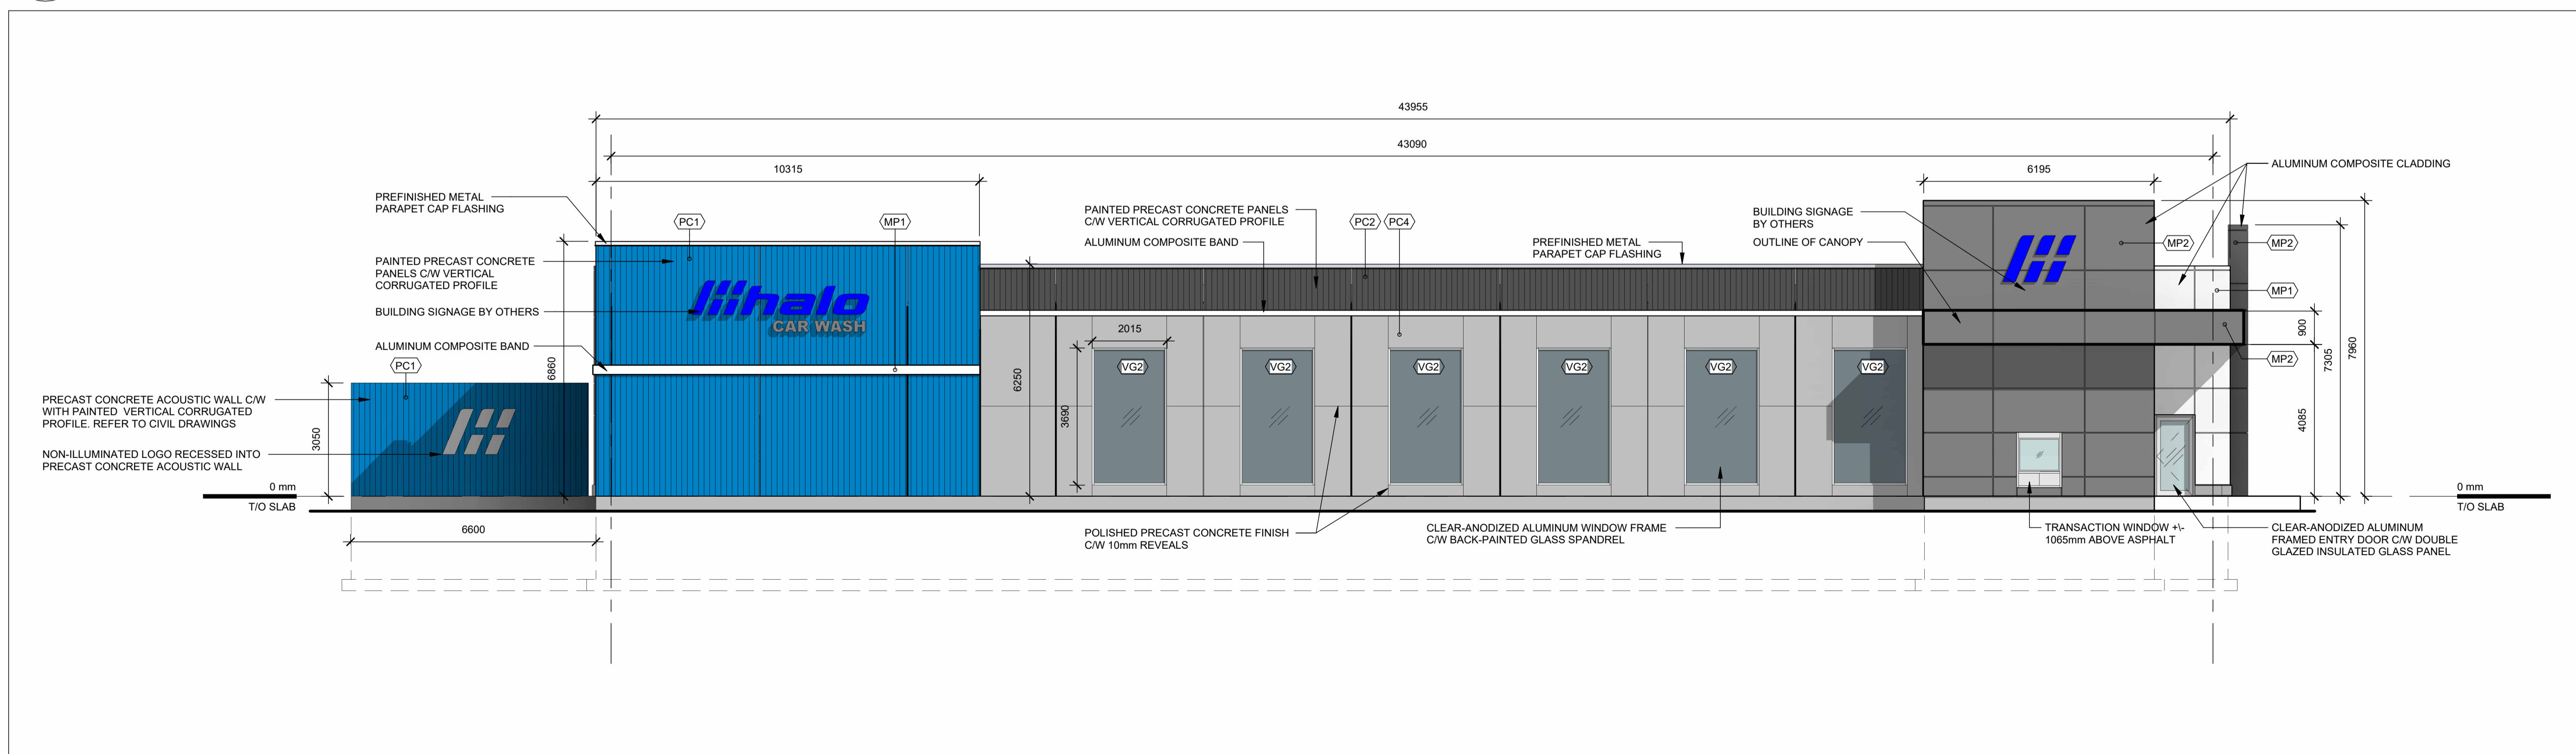 43955
43090
10315
6195
ALUMINUM COMPOSITE CLADDING
PREFINISHED METAL
PARAPET CAP FLASHING
PC1
MP1
PAINTED PRECAST CONCRETE PANELS
C/W VERTICAL CORRUGATED PROFILE
PC2
PC4
BUILDING SIGNAGE
BY OTHERS
ALUMINUM COMPOSITE BAND
PREFINISHED METAL
PARAPET CAP FLASHING
OUTLINE OF CANOPY
MP2
MP2
PAINTED PRECAST CONCRETE
PANELS C/W VERTICAL
CORRUGATED PROFILE
MP1
halo
CAR WASH
BUILDING SIGNAGE BY OTHERS
2015
900
ALUMINUM COMPOSITE BAND
7305
7960
MP2
PC1
6860
6250
VG2
VG2
VG2
VG2
VG2
VG2
PRECAST CONCRETE ACOUSTIC WALL C/W
WITH PAINTED VERTICAL CORRUGATED
PROFILE. REFER TO CIVIL DRAWINGS
3050
3690
4085
NON-ILLUMINATED LOGO RECESSED INTO
PRECAST CONCRETE ACOUSTIC WALL
0 mm
T/O SLAB
0 mm
T/O SLAB
6600
POLISHED PRECAST CONCRETE FINISH
C/W 10mm REVEALS
CLEAR-ANODIZED ALUMINUM WINDOW FRAME
C/W BACK-PAINTED GLASS SPANDREL
TRANSACTION WINDOW +\-
1065mm ABOVE ASPHALT
CLEAR-ANODIZED ALUMINUM
FRAMED ENTRY DOOR C/W DOUBLE
GLAZED INSULATED GLASS PANEL